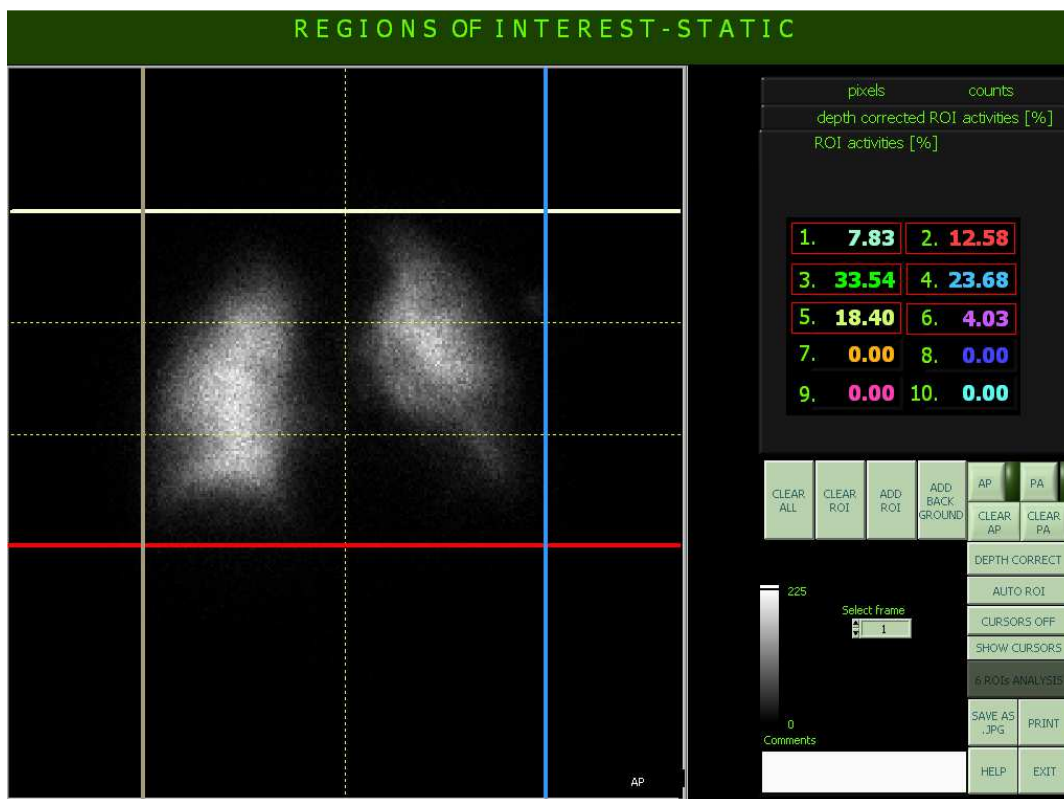 REGIONS OF INTEREST-STATIC
pixels counts
depth corrected ROI activities [%]
ROI activities [%]
1. 7.83 2. 12.58
3. 33.54 4. 23.68
5. 18.40 6. 4.03
7. 0.00 8. 0.00
9. 0.00 10. 0.00
CLEAR ALL
CLEAR ROI
ADD ROI
ADD BACK GROUND
AP PA
CLEAR AP
CLEAR PA
DEPTH CORRECT
AUTO ROI
CURSORS OFF
SHOW CURSORS
6 ROIs ANALYSIS
225
Select frame
1
0
Comments
SAVE AS .JPG
PRINT
HELP EXIT
AP